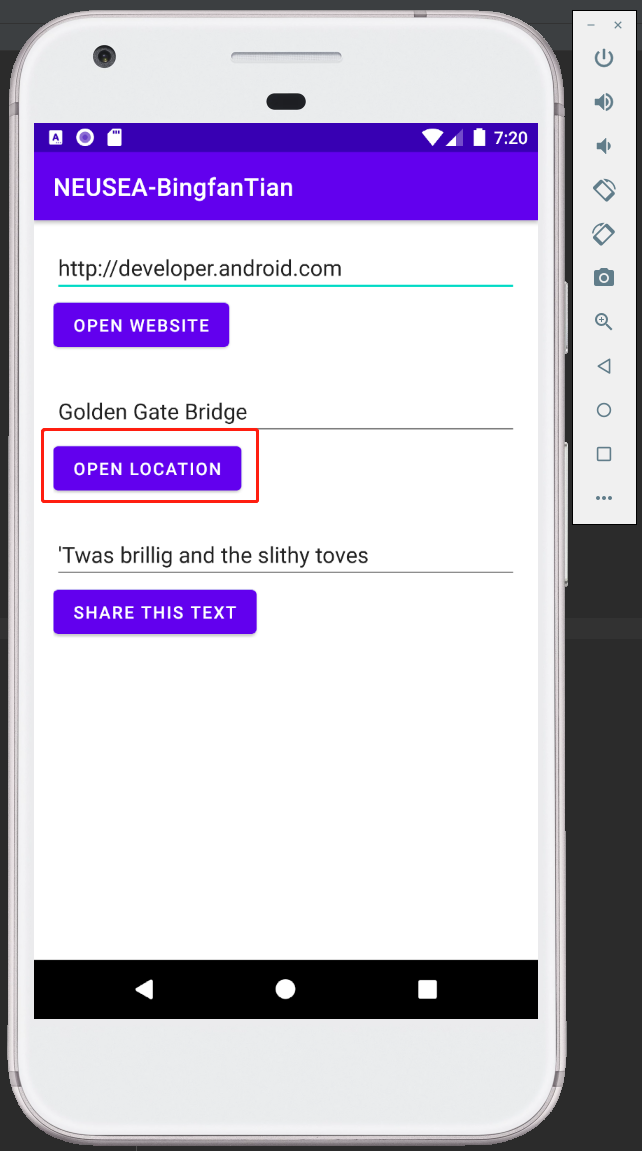 7:20
NEUSEA-BingfanTian
http://developer.android.com
OPEN WEBSITE
Golden Gate Bridge
OPEN LOCATION
'Twas brillig and the slithy toves
SHARE THIS TEXT